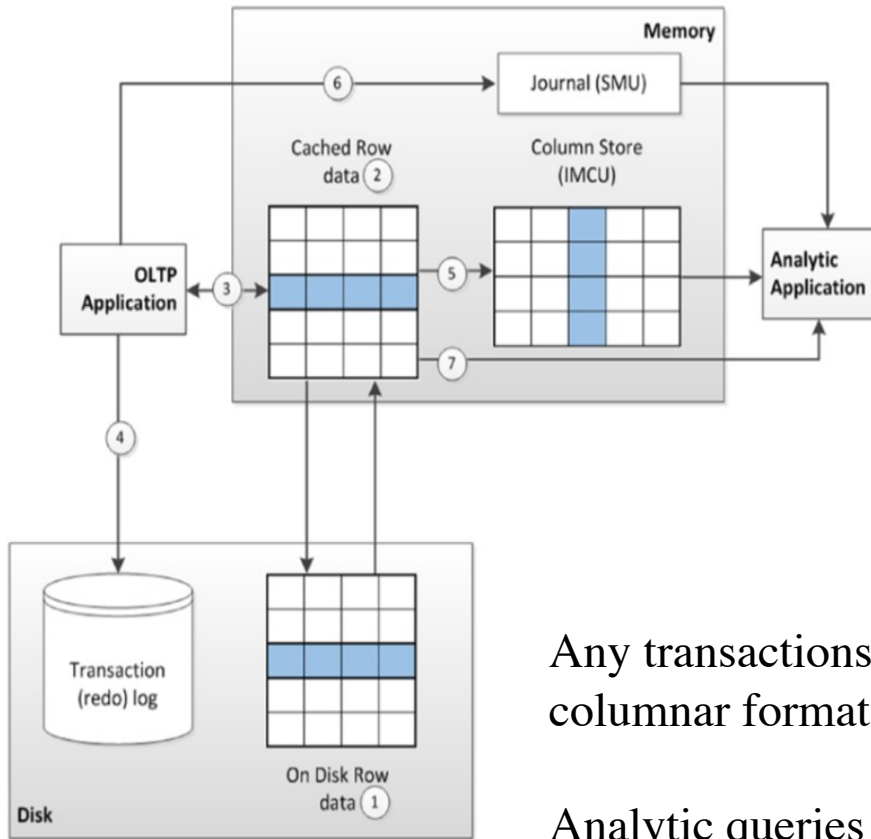 Memory
6
Journal (SMU)
Cached Row
data 2
Column Store
(IMCU)
OLTP
Application
3
5
Analytic
Application
7
4
Transaction
(redo) log
On Disk Row
data 1
Disk
Any transactions
columnar format
Analytic queries